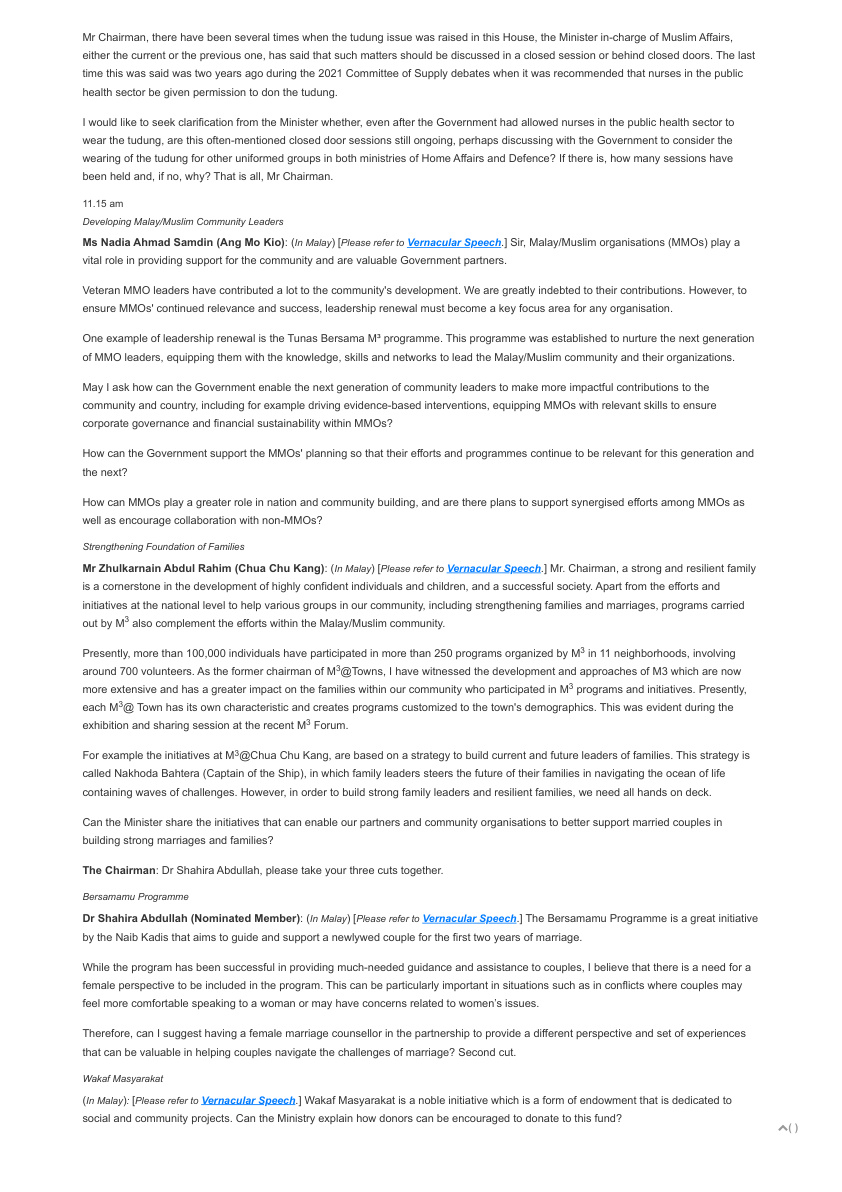 Mr Chairman, there have been several times when the tudung issue was raised in this House, the Minister in-charge of Muslim Affairs,
either the current or the previous one, has said that such matters should be discussed in a closed session or behind closed doors. The last
time this was said was two years ago during the 2021 Committee of Supply debates when it was recommended that nurses in the public
health sector be given permission to don the tudung.
I would like to seek clarification from the Minister whether, even after the Government had allowed nurses in the public health sector to
wear the tudung, are this often-mentioned closed door sessions still ongoing, perhaps discussing with the Government to consider the
wearing of the tudung for other uniformed groups in both ministries of Home Affairs and Defence? If there is, how many sessions have
been held and, if no, why? That is all, Mr Chairman.
11.15 am
Developing Malay/Muslim Community Leaders
Ms Nadia Ahmad Samdin (Ang Mo Kio): (In Malay) [Please refer to Vernacular Speech.] Sir, Malay/Muslim organisations (MMOs) play a
vital role in providing support for the community and are valuable Government partners.
Veteran MMO leaders have contributed a lot to the community's development. We are greatly indebted to their contributions. However, to
ensure MMOs' continued relevance and success, leadership renewal must become a key focus area for any organisation.
One example of leadership renewal is the Tunas Bersama M³ programme. This programme was established to nurture the next generation
of MMO leaders, equipping them with the knowledge, skills and networks to lead the Malay/Muslim community and their organizations.
May I ask how can the Government enable the next generation of community leaders to make more impactful contributions to the
community and country, including for example driving evidence-based interventions, equipping MMOs with relevant skills to ensure
corporate governance and financial sustainability within MMOs?
How can the Government support the MMOs' planning so that their efforts and programmes continue to be relevant for this generation and
the next?
How can MMOs play a greater role in nation and community building, and are there plans to support synergised efforts among MMOs as
well as encourage collaboration with non-MMOs?
Strengthening Foundation of Families
Mr Zhulkarnain Abdul Rahim (Chua Chu Kang): (In Malay) [Please refer to Vernacular Speech.] Mr. Chairman, a strong and resilient family
is a cornerstone in the development of highly confident individuals and children, and a successful society. Apart from the efforts and
initiatives at the national level to help various groups in our community, including strengthening families and marriages, programs carried
out by M³ also complement the efforts within the Malay/Muslim community.
Presently, more than 100,000 individuals have participated in more than 250 programs organized by M³ in 11 neighborhoods, involving
around 700 volunteers. As the former chairman of M³@Towns, I have witnessed the development and approaches of M3 which are now
more extensive and has a greater impact on the families within our community who participated in M³ programs and initiatives. Presently,
each M³@ Town has its own characteristic and creates programs customized to the town's demographics. This was evident during the
exhibition and sharing session at the recent M³ Forum.
For example the initiatives at M³@Chua Chu Kang, are based on a strategy to build current and future leaders of families. This strategy is
called Nakhoda Bahtera (Captain of the Ship), in which family leaders steers the future of their families in navigating the ocean of life
containing waves of challenges. However, in order to build strong family leaders and resilient families, we need all hands on deck.
Can the Minister share the initiatives that can enable our partners and community organisations to better support married couples in
building strong marriages and families?
The Chairman: Dr Shahira Abdullah, please take your three cuts together.
Bersamamu Programme
Dr Shahira Abdullah (Nominated Member): (In Malay) [Please refer to Vernacular Speech.] The Bersamamu Programme is a great initiative
by the Naib Kadis that aims to guide and support a newlywed couple for the first two years of marriage.
While the program has been successful in providing much-needed guidance and assistance to couples, I believe that there is a need for a
female perspective to be included in the program. This can be particularly important in situations such as in conflicts where couples may
feel more comfortable speaking to a woman or may have concerns related to women's issues.
Therefore, can I suggest having a female marriage counsellor in the partnership to provide a different perspective and set of experiences
that can be valuable in helping couples navigate the challenges of marriage? Second cut.
Wakaf Masyarakat
(In Malay): [Please refer to Vernacular Speech.] Wakaf Masyarakat is a noble initiative which is a form of endowment that is dedicated to
social and community projects. Can the Ministry explain how donors can be encouraged to donate to this fund?
( )